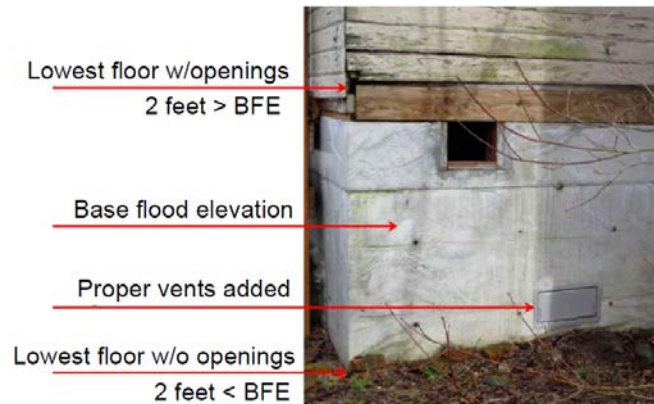 Lowest floor w/openings
2 feet > BFE
Base flood elevation
Proper vents added
Lowest floor w/o openings
2 feet < BFE